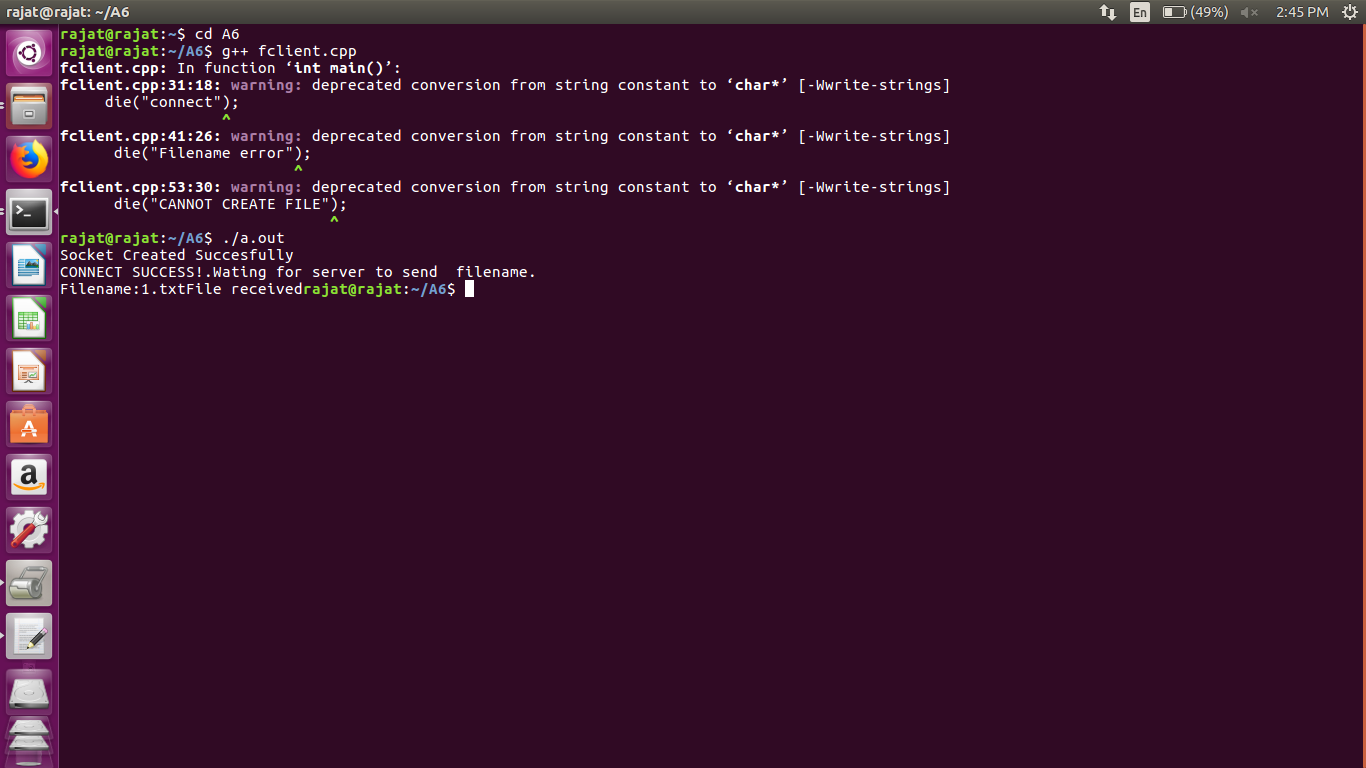 rajat@rajat: ~/A6
En (49%) 2:45 PM
rajat@rajat:~$ cd A6
rajat@rajat:~/A6$ g++ fclient.cpp
fclient.cpp: In function ‘int main()’:
fclient.cpp:31:18: warning: deprecated conversion from string constant to ‘char*’ [-Wwrite-strings]
die("connect");
^
fclient.cpp:41:26: warning: deprecated conversion from string constant to ‘char*’ [-Wwrite-strings]
die("Filename error");
^
fclient.cpp:53:30: warning: deprecated conversion from string constant to ‘char*’ [-Wwrite-strings]
die("CANNOT CREATE FILE");
^
rajat@rajat:~/A6$ ./a.out
Socket Created Succesfully
CONNECT SUCCESS!.Wating for server to send  filename.
Filename:1.txtFile receivedrajat@rajat:~/A6$